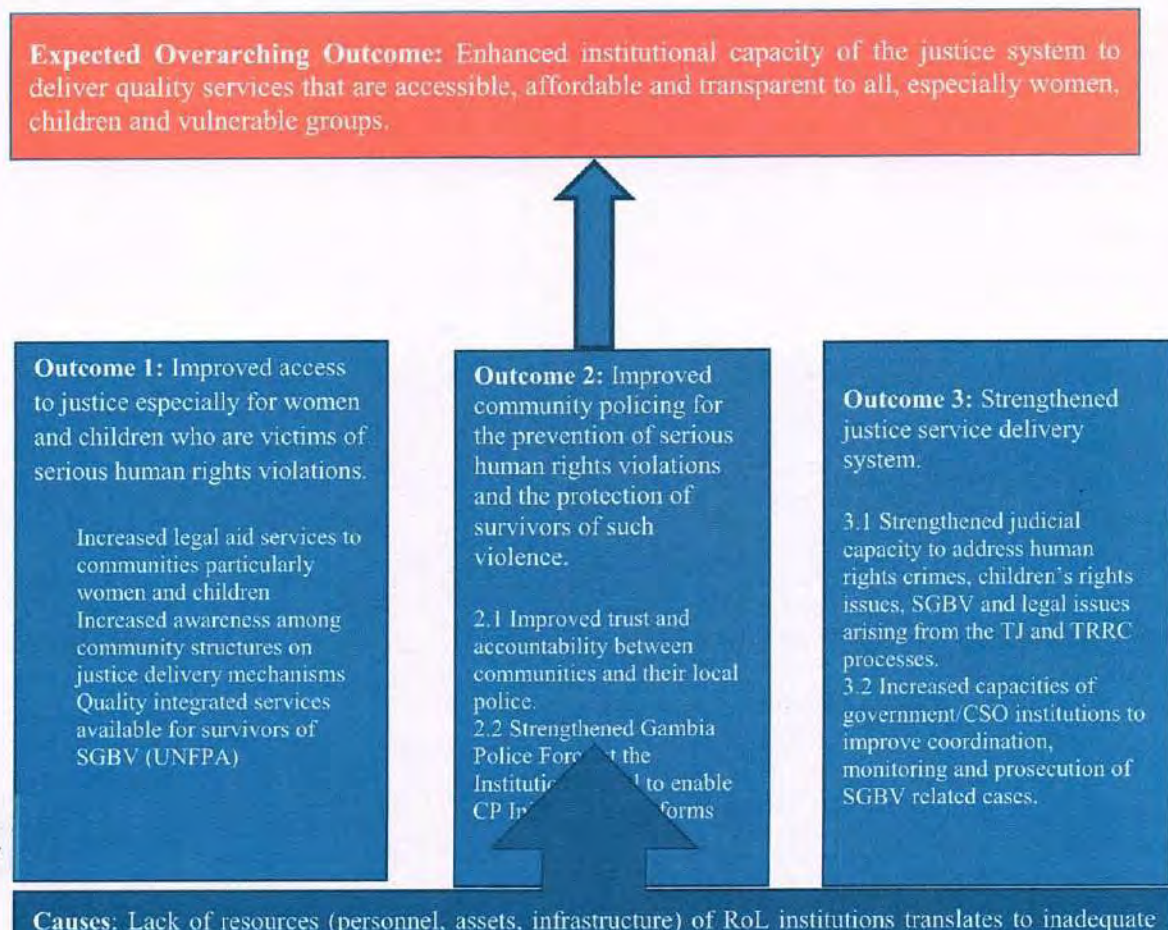 Expected Overarching Outcome: Enhanced institutional capacity of the justice system to
deliver quality services that are accessible, affordable and transparent to all, especially women,
children and vulnerable groups.
Outcome 1: Improved access
to justice especially for women
and children who are victims of
serious human rights violations.
Increased legal aid services to
communities particularly
women and children
Increased awareness among
community structures on
justice delivery mechanisms
Quality integrated services
available for survivors of
SGBV (UNFPA)
Outcome 2: Improved
community policing for
the prevention of serious
human rights violations
and the protection of
survivors of such
violence.
2.1 Improved trust and
accountability between
communities and their local
police.
2.2 Strengthened Gambia
Police the
to enable
CP
Outcome 3: Strengthened
justice service delivery
system.
3.1 Strengthened judicial
capacity to address human
rights crimes, children's rights
issues, SGBV and legal issues
arising from the TJ and TRRC
processes.
3.2 Increased capacities of
government/CSO institutions to
improve coordination,
monitoring and prosecution of
SGBV related cases.
Causes: Lack of resources (personnel, assets, infrastructure) of RoL institutions translates to inadequate